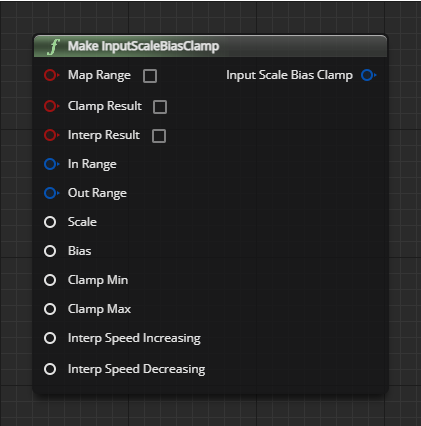 Make InputScaleBiasClamp
Map Range Input Scale Bias Clamp
Clamp Result
Interp Result
In Range
Out Range
Scale
Bias
Clamp Min
Clamp Max
Interp Speed Increasing
Interp Speed Decreasing